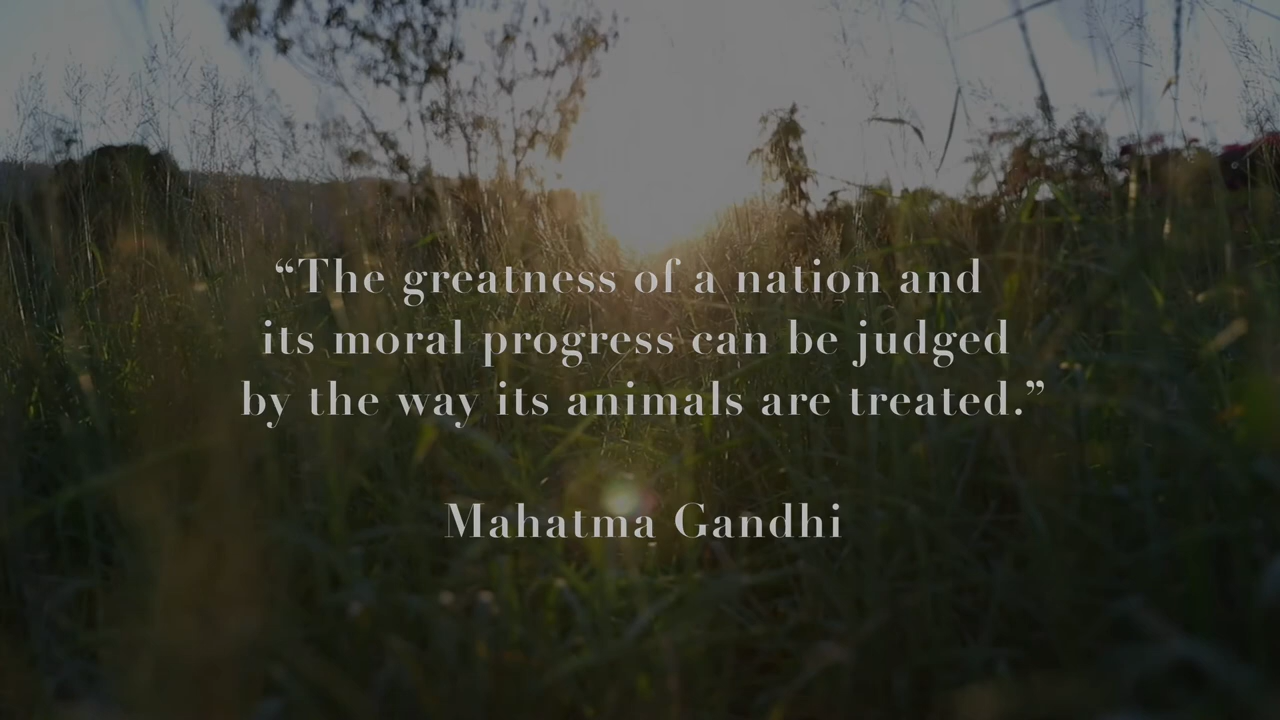 “The greatness of a nation and
its moral progress can be judged
by the way its animals are treated.”
Mahatma Gandhi